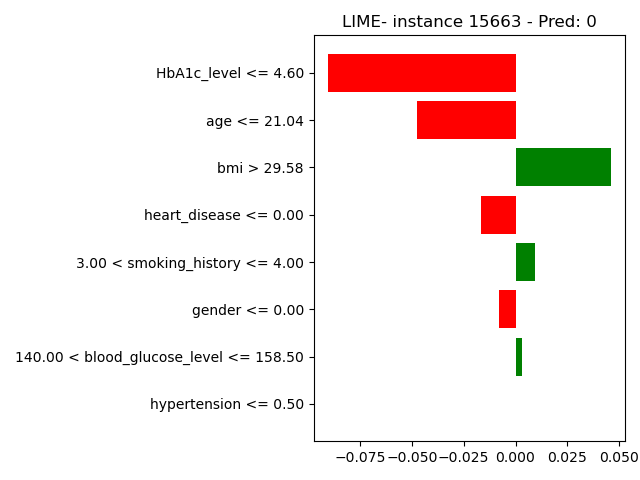 LIME- instance 15663 - Pred: 0
HbA1c_level <= 4.60
age <= 21.04
bmi > 29.58
heart_disease <= 0.00
3.00 < smoking_history <= 4.00
gender <= 0.00
140.00 < blood_glucose_level <= 158.50
hypertension <= 0.50
−0.075 −0.050 −0.025 0.000 0.025 0.050